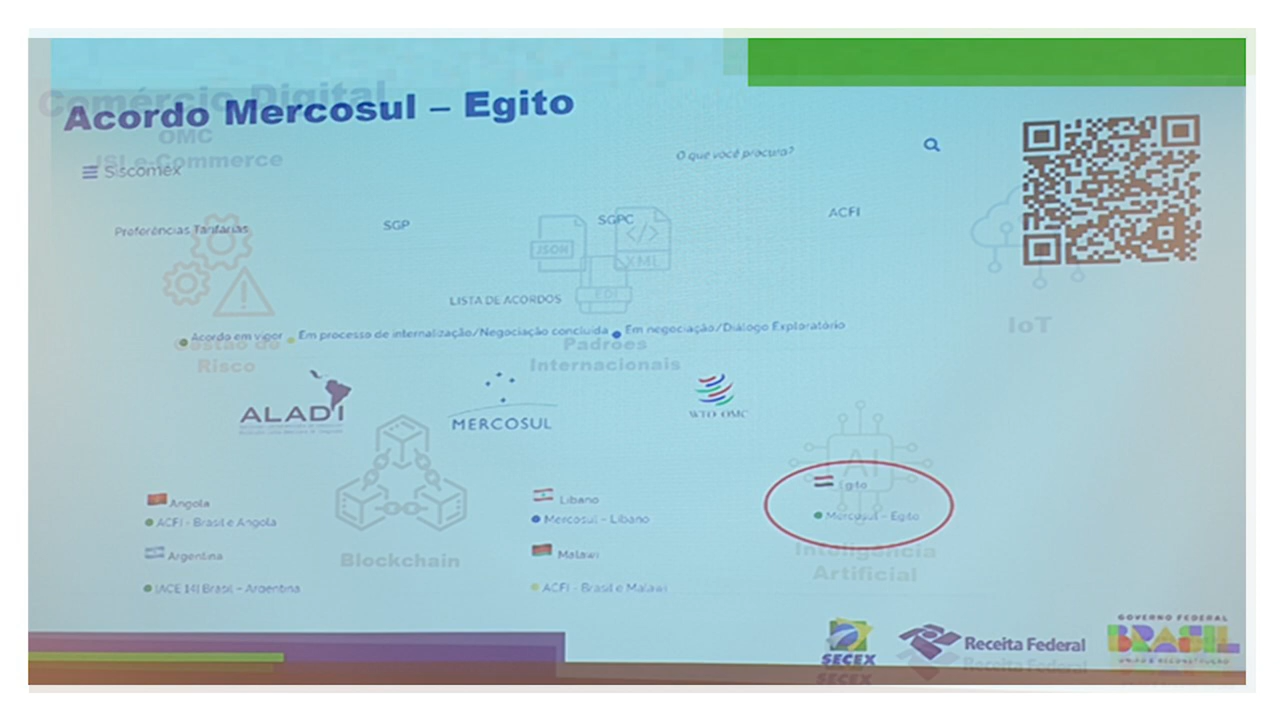 Comércio Digital
Acordo Mercosul – Egito
OMC
JSI e-Commerce
Siscomex
O que você procura?
Preferências Tarifárias
SGP
SGPC
ACFI
JSON
</>
XML
EDI
LISTA DE ACORDOS
IoT
Acordo em vigor
Em processo de internalização/Negociação concluída
Em negociação/Diálogo Exploratório
Gestão de
Risco
Padrões
Internacionais
ALADI
MERCOSUL
WTO OMC
AI
Angola
ACFI - Brasil e Angola
Argentina
[ACE 14] Brasil – Argentina
Blockchain
Líbano
Mercosul – Líbano
Malawi
ACFI - Brasil e Malawi
Egito
Mercosul – Egito
Inteligência
Artificial
SECEX
Receita Federal
GOVERNO FEDERAL
BRASIL
UNIÃO E RECONSTRUÇÃO
SECEX
Receita Federal